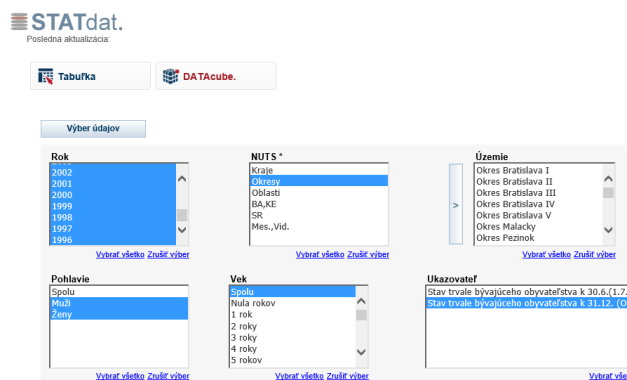 STATdat.
Posledná aktualizácia:
Tabuľka
DATAcube.
Výber údajov
Rok
2002
2001
2000
1999
1998
1997
1996
Vybrať všetko Zrušiť výber
NUTS *
Kraje
Okresy
Oblasti
BA,KE
SR
Mes.,Vid.
Vybrať všetko Zrušiť výber
>
Územie
Okres Bratislava I
Okres Bratislava II
Okres Bratislava III
Okres Bratislava IV
Okres Bratislava V
Okres Malacky
Okres Pezinok
Vybrať všetko Zrušiť výber
Pohlavie
Spolu
Muži
Ženy
Vybrať všetko Zrušiť výber
Vek
Spolu
Nula rokov
1 rok
2 roky
3 roky
4 roky
5 rokov
Vybrať všetko Zrušiť výber
Ukazovateľ
Stav trvale bývajúceho obyvateľstva k 30.6.(1.7.
Stav trvale bývajúceho obyvateľstva k 31.12. (O
Vybrať vše